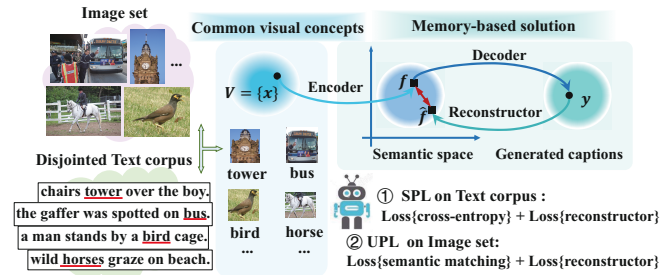 Image set
...
Disjointed Text corpus
chairs tower over the boy.
the gaffer was spotted on bus.
a man stands by a bird cage.
wild horses graze on beach.
Common visual concepts
V = {x}
tower
bus
bird
horse
...
...
Memory-based solution
Encoder
Decoder
f
f̂
Reconstructor
y
Semantic space
Generated captions
① SPL on Text corpus :
Loss{cross-entropy} + Loss{reconstructor}
② UPL on Image set:
Loss{semantic matching} + Loss{reconstructor}